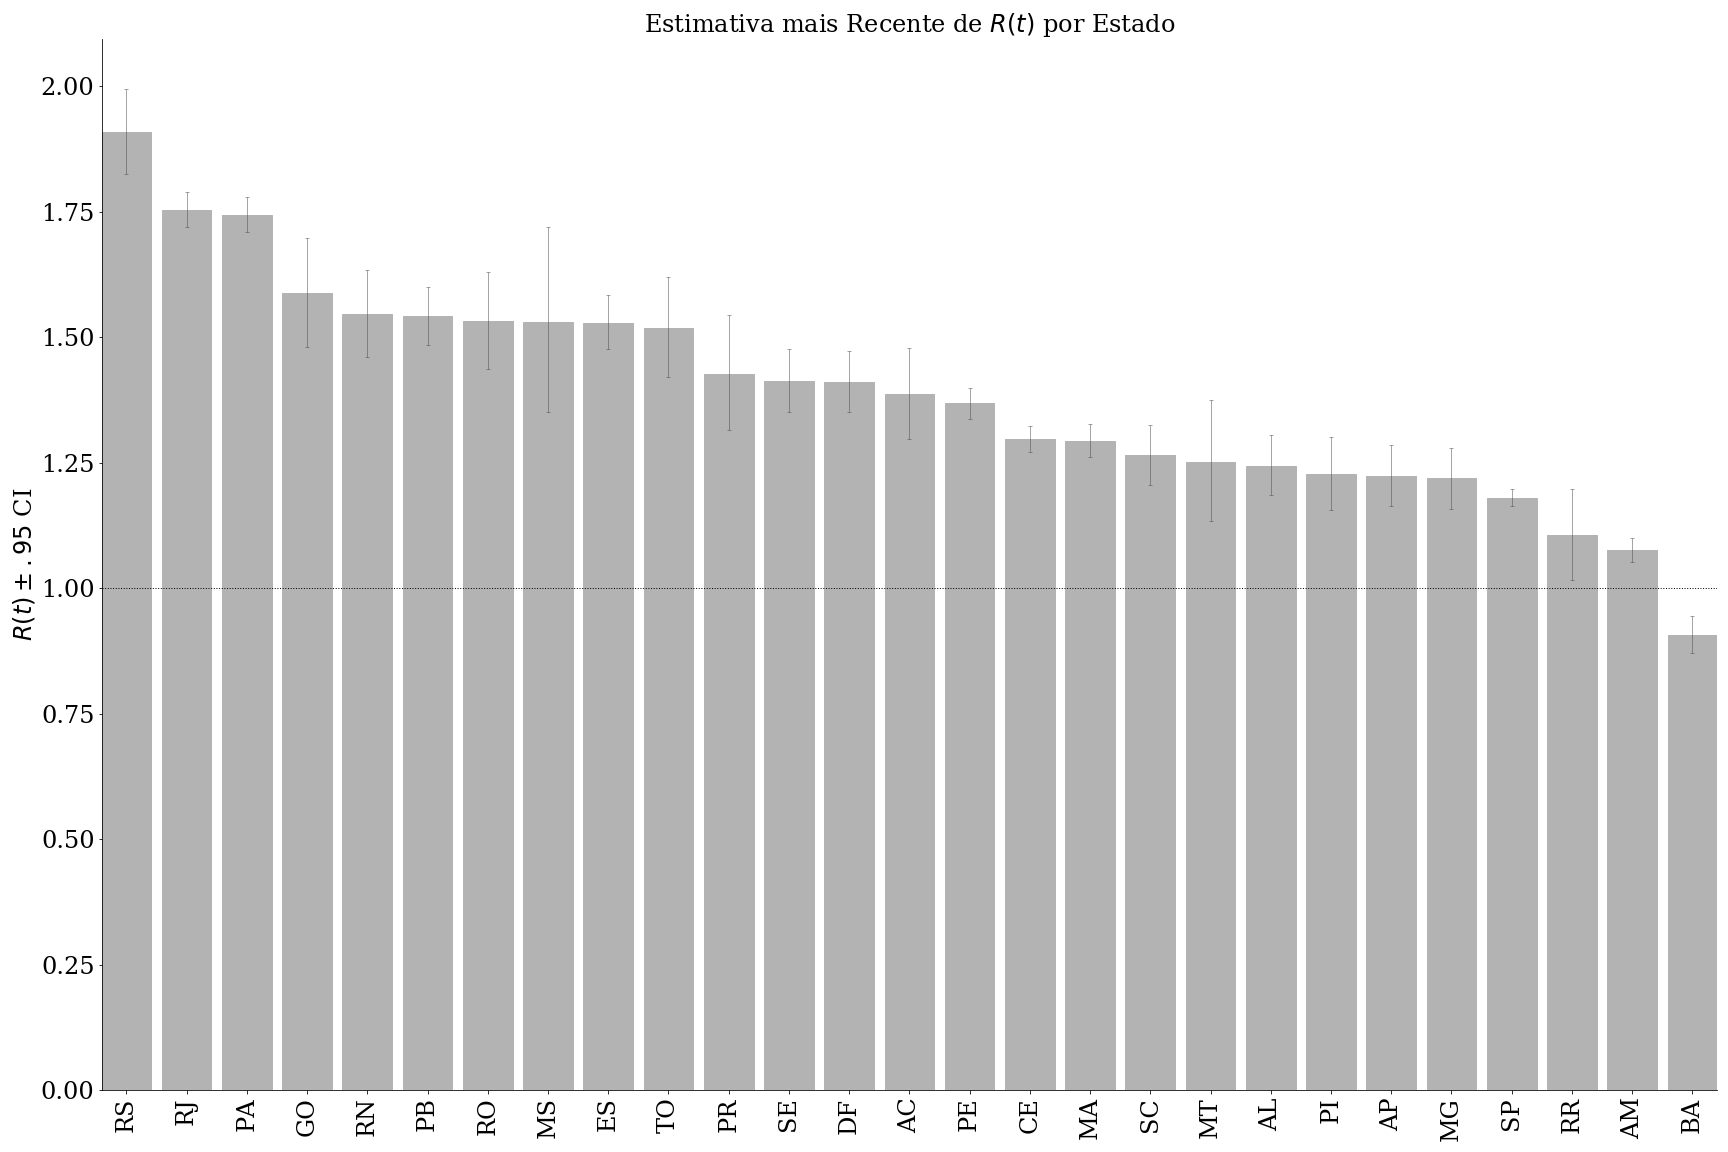 Estimativa mais Recente de R(t) por Estado
R(t) ± .95 CI
2.00
1.75
1.50
1.25
1.00
0.75
0.50
0.25
0.00
RS
RJ
PA
GO
RN
PB
RO
MS
ES
TO
PR
SE
DF
AC
PE
CE
MA
SC
MT
AL
PI
AP
MG
SP
RR
AM
BA